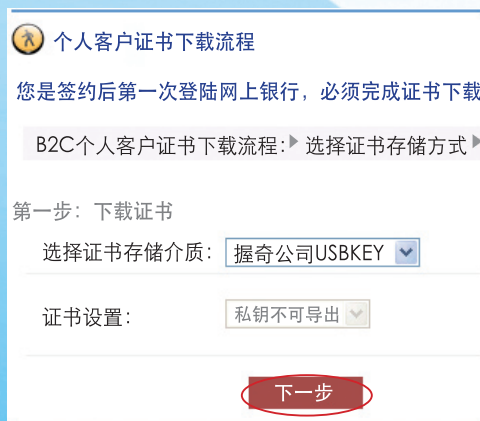 个人客户证书下载流程
您是签约后第一次登陆网上银行，必须完成证书下载
B2C个人客户证书下载流程: 选择证书存储方式
第一步：下载证书
选择证书存储介质: 握奇公司USBKEY
证书设置: 私钥不可导出
下一步